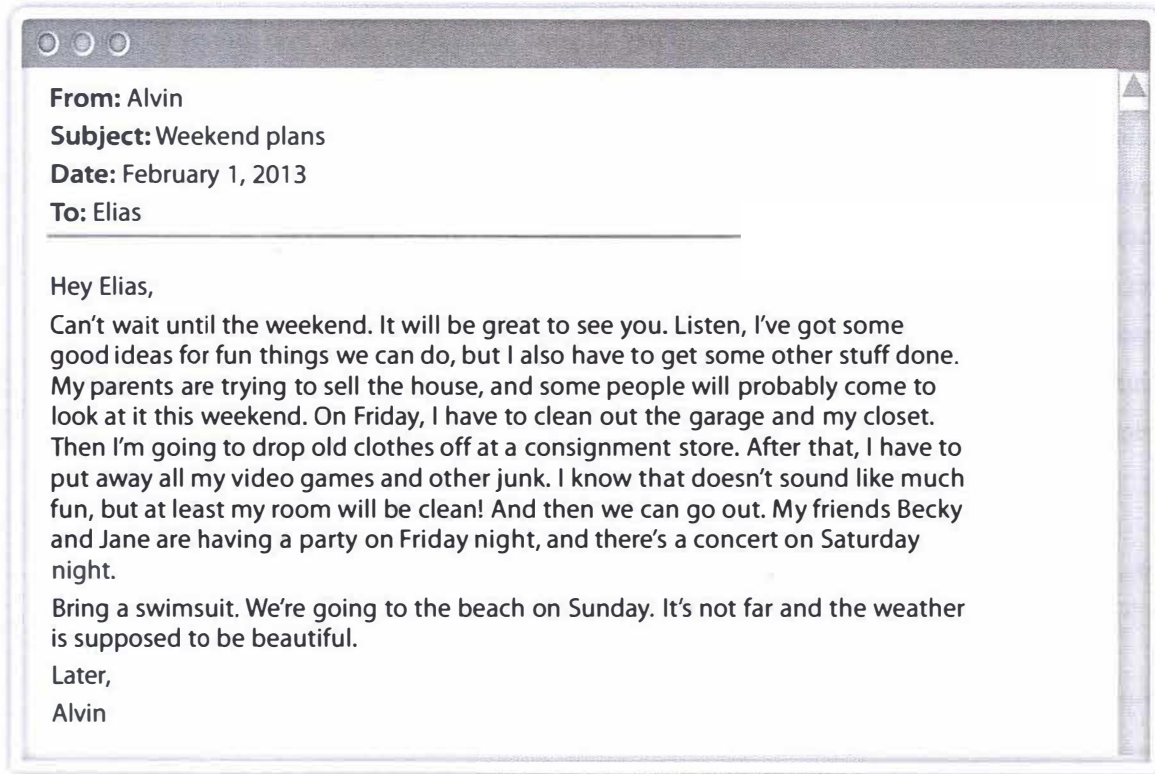 From: Alvin
Subject: Weekend plans
Date: February 1, 2013
To: Elias
Hey Elias,
Can't wait until the weekend. It will be great to see you. Listen, I've got some
good ideas for fun things we can do, but I also have to get some other stuff done.
My parents are trying to sell the house, and some people will probably come to
look at it this weekend. On Friday, I have to clean out the garage and my closet.
Then I'm going to drop old clothes off at a consignment store. After that, I have to
put away all my video games and other junk. I know that doesn't sound like much
fun, but at least my room will be clean! And then we can go out. My friends Becky
and Jane are having a party on Friday night, and there's a concert on Saturday
night.
Bring a swimsuit. We're going to the beach on Sunday. It's not far and the weather
is supposed to be beautiful.
Later,
Alvin